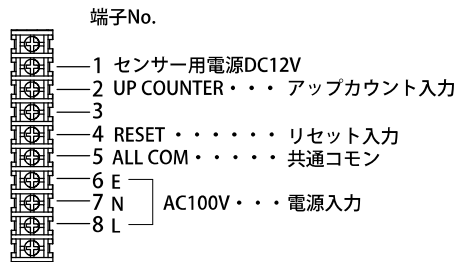 端子No.
1 センサー用電源DC12V
2 UP COUNTER・・・ アップカウント入力
3
4 RESET ・・・・・・ リセット入力
5 ALL COM・・・・・ 共通コモン
6 E
7 N AC100V・・・電源入力
8 L